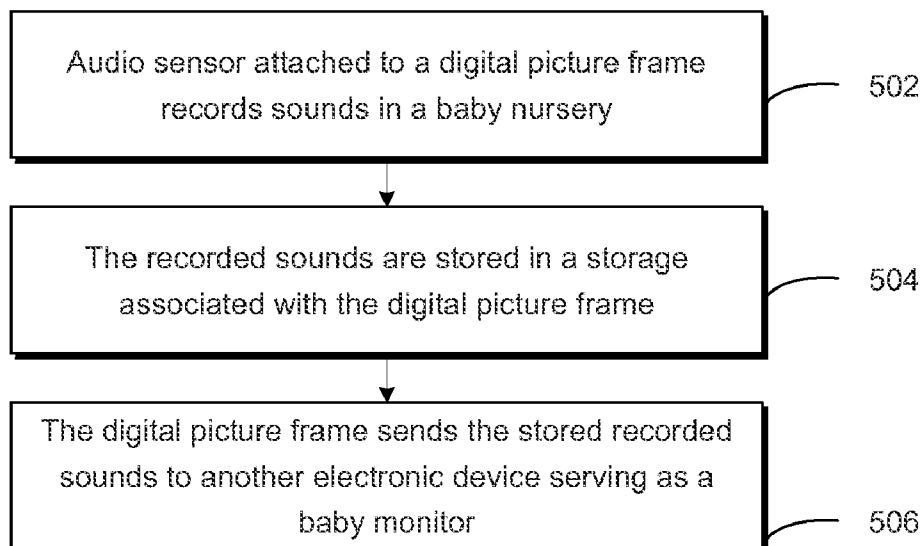 Audio sensor attached to a digital picture frame
records sounds in a baby nursery
502
The recorded sounds are stored in a storage
associated with the digital picture frame
504
The digital picture frame sends the stored recorded
sounds to another electronic device serving as a
baby monitor
506